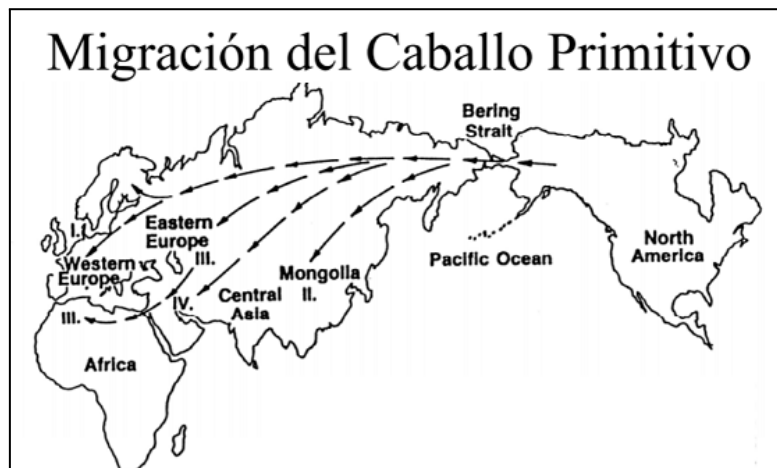 Migración del Caballo Primitivo
Bering
Strait
I.
Eastern
Europe
III.
Western
Europe
Pacific Ocean
North
America
Mongolia
II.
Central
Asia
IV.
III.
Africa